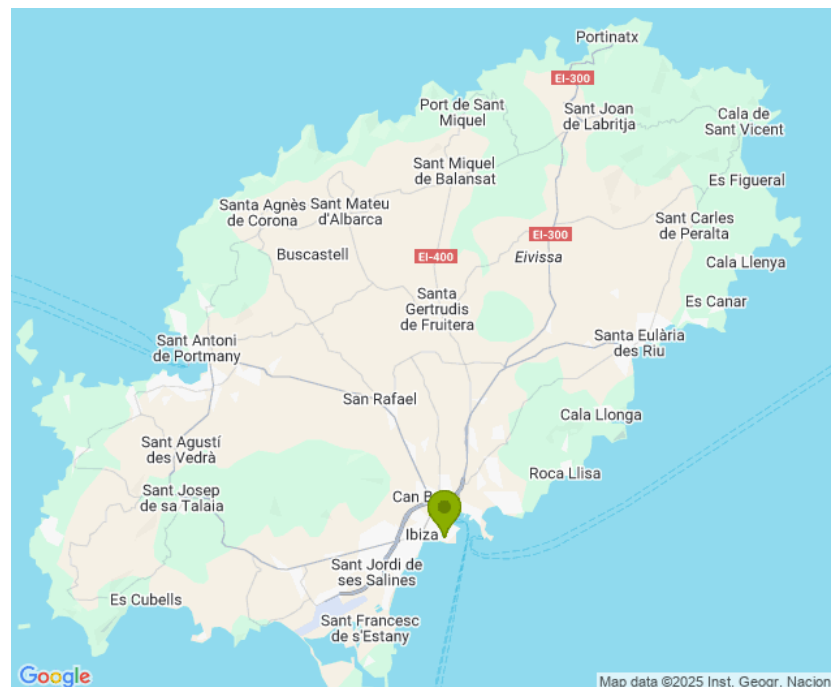 Portinatx
EI-300
Port de Sant
Miquel
Sant Joan
de Labritja
Cala de
Sant Vicent
Sant Miquel
de Balansat
Es Figueral
Santa Agnès
de Corona
Sant Mateu
d'Albarca
Sant Carles
de Peralta
EI-300
Buscastell
EI-400
Eivissa
Cala Llenya
Santa
Gertrudis
de Fruitera
Es Canar
Sant Antoni
de Portmany
Santa Eulària
des Riu
San Rafael
Cala Llonga
Sant Agustí
des Vedrà
Roca Llisa
Sant Josep
de sa Talaia
Can B
Ibiza
Sant Jordi de
ses Salines
Es Cubells
Sant Francesc
de s'Estany
Google
Map data ©2025 Inst. Geogr. Nacion